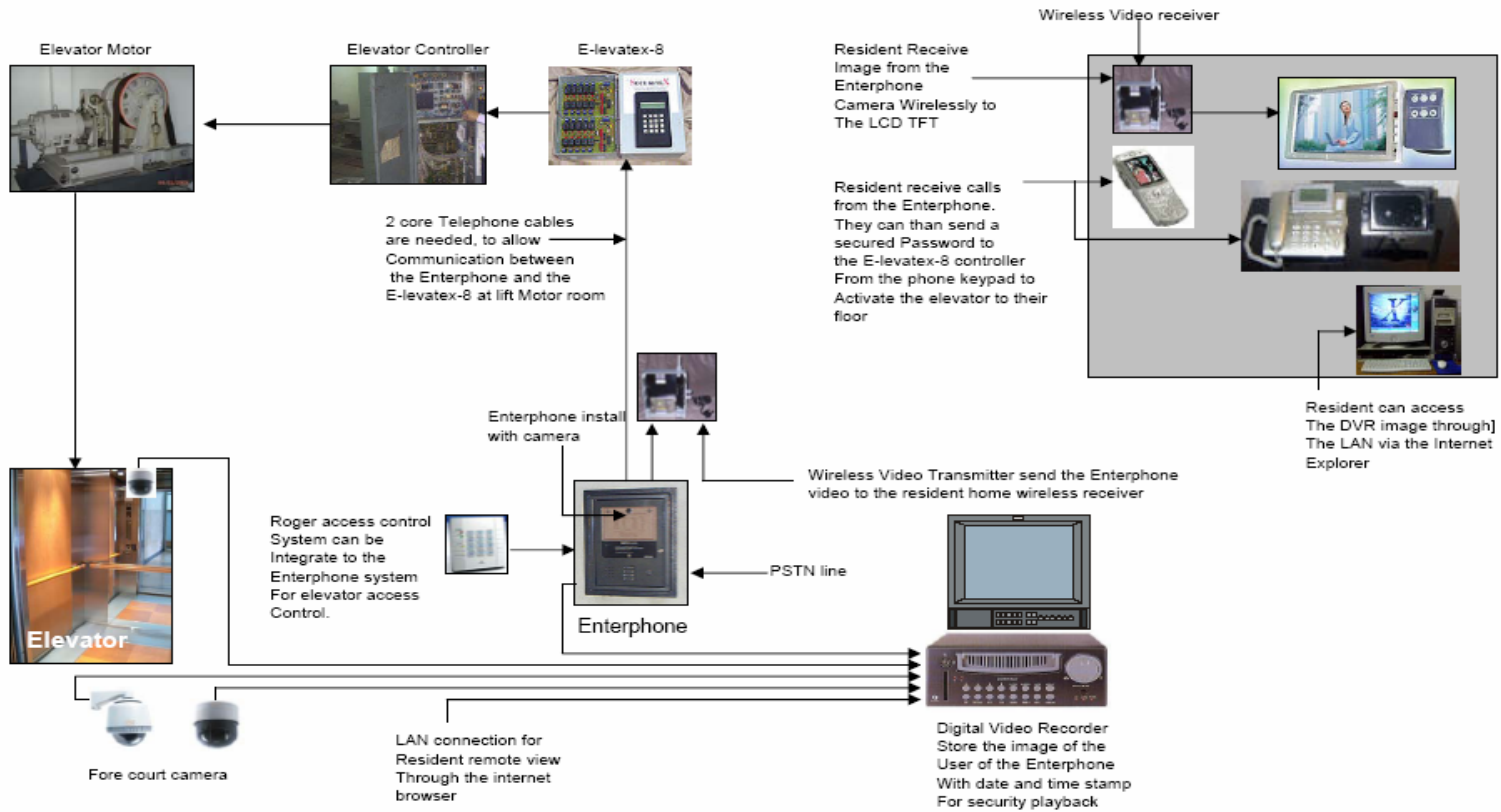 Wireless Video receiver
Elevator Motor
Elevator Controller
E-levatex-8
Resident Receive
Image from the
Enterphone
Camera Wirelessly to
The LCD TFT
Resident receive calls
from the Enterphone.
They can than send a
secured Password to
the E-levatex-8 controller
From the phone keypad to
Activate the elevator to their
floor
2 core Telephone cables
are needed, to allow
Communication between
the Enterphone and the
E-levatex-8 at lift Motor room
Resident can access
The DVR image through]
The LAN via the Internet
Explorer
Enterphone install
with camera
Wireless Video Transmitter send the Enterphone
video to the resident home wireless receiver
Roger access control
System can be
Integrate to the
Enterphone system
For elevator access
Control.
PSTN line
Enterphone
Elevator
Fore court camera
LAN connection for
Resident remote view
Through the internet
browser
Digital Video Recorder
Store the image of the
User of the Enterphone
With date and time stamp
For security playback